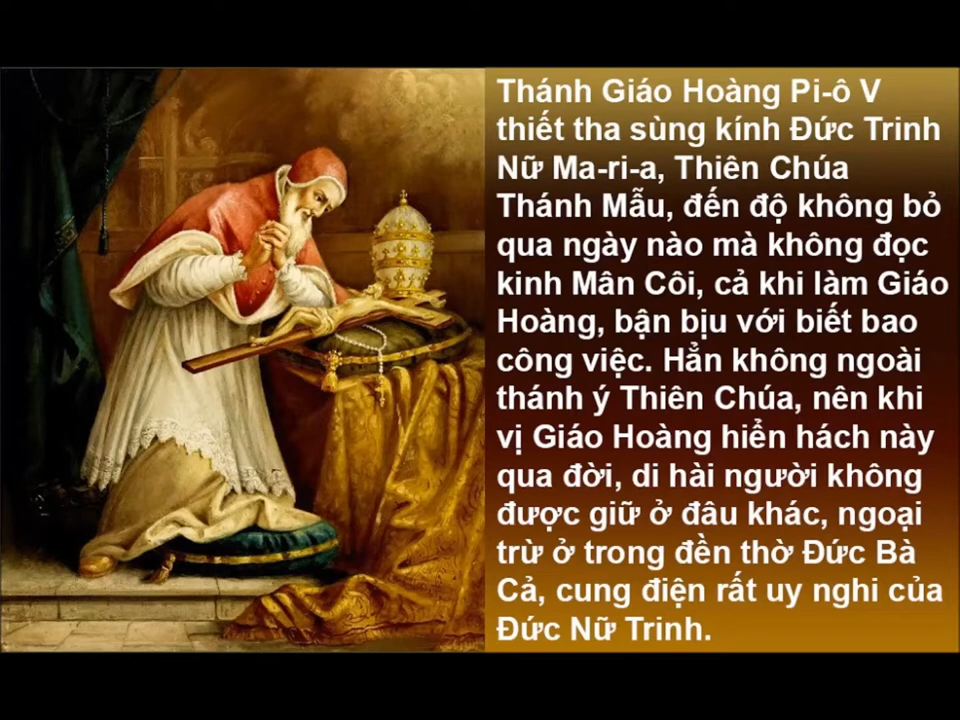 Thánh Giáo Hoàng Pi-ô V
thiết tha sùng kính Đức Trinh
Nữ Ma-ri-a, Thiên Chúa
Thánh Mẫu, đến độ không bỏ
qua ngày nào mà không đọc
kinh Mân Côi, cả khi làm Giáo
Hoàng, bận bịu với biết bao
công việc. Hẳn không ngoài
thánh ý Thiên Chúa, nên khi
vị Giáo Hoàng hiển hách này
qua đời, di hài người không
được giữ ở đâu khác, ngoại
trừ ở trong đền thờ Đức Bà
Cả, cung điện rất uy nghi của
Đức Nữ Trinh.